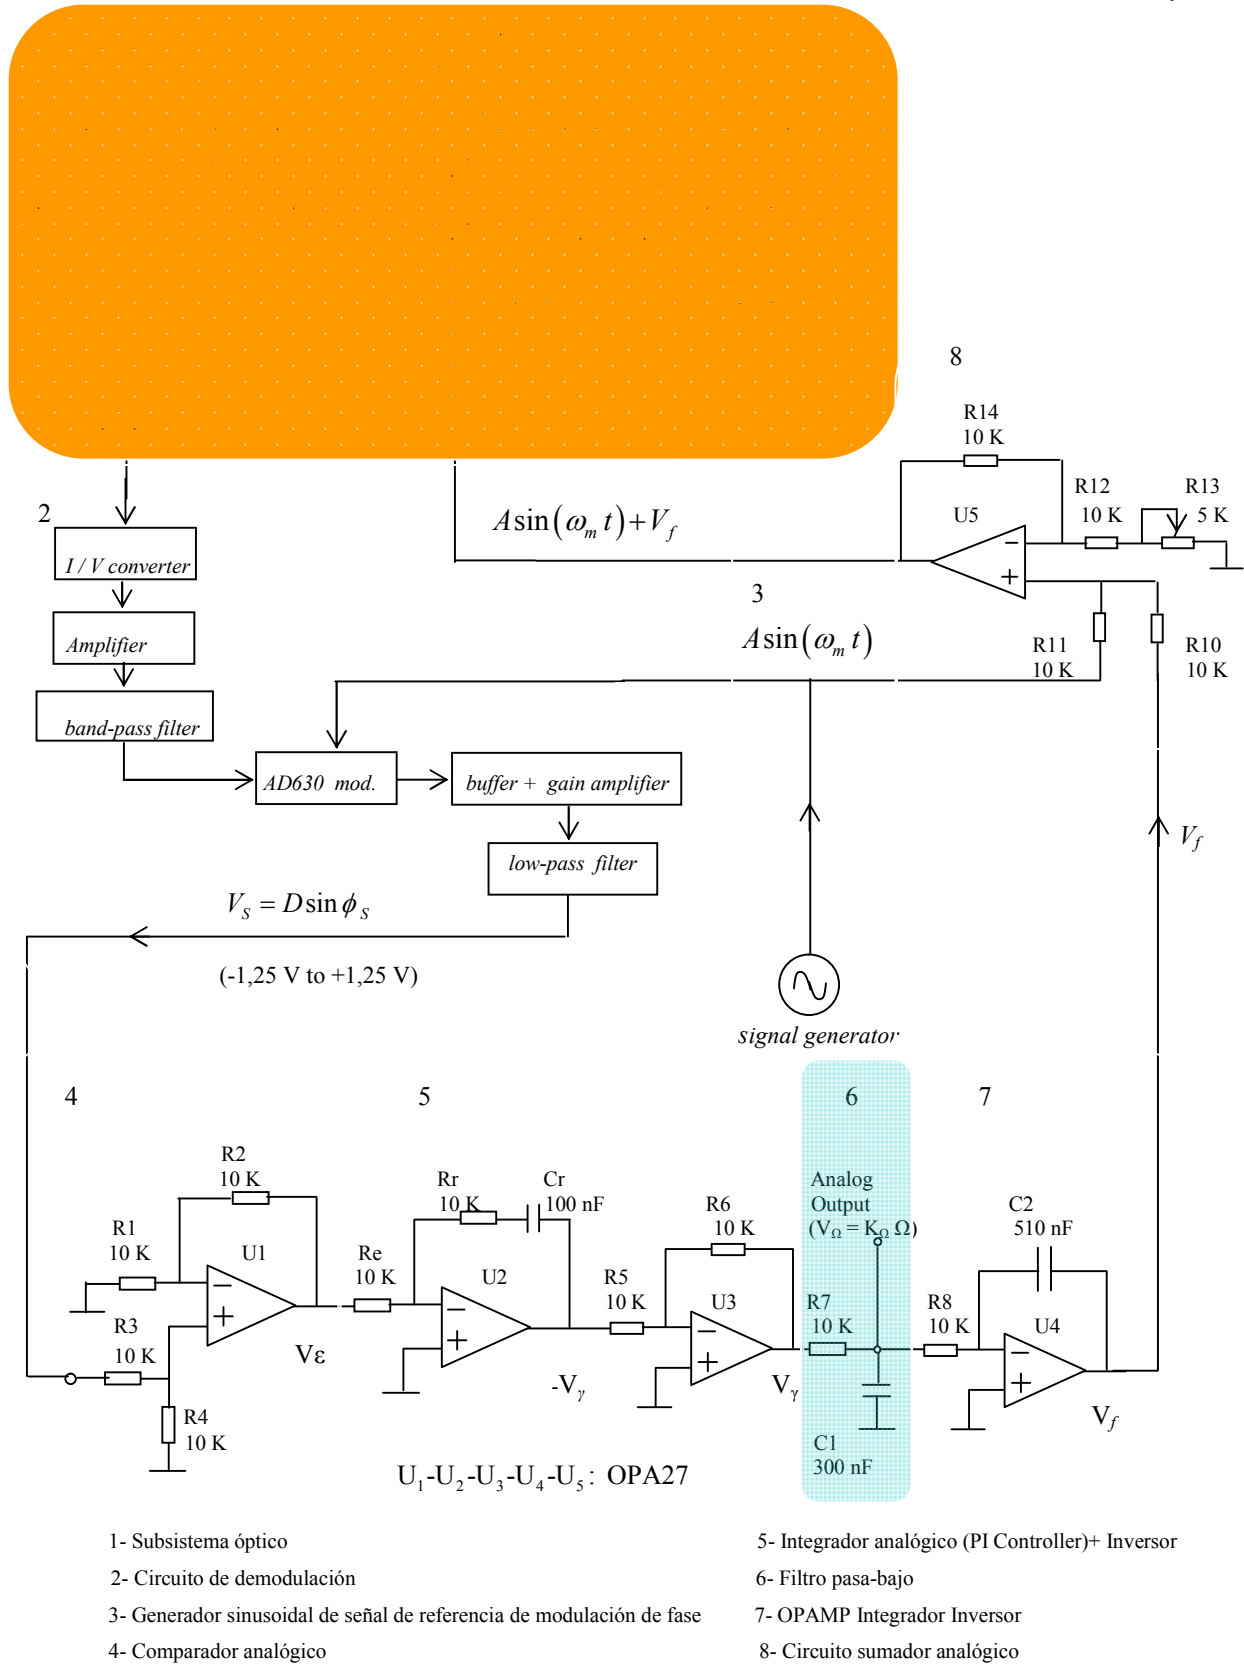 8
R14
10 K
R12
10 K
R13
5 K
U5
−
+
A sin(ω_m t) + V_f
2
I / V converter
Amplifier
band-pass filter
3
A sin(ω_m t)
R11
10 K
R10
10 K
AD630 mod.
buffer + gain amplifier
low-pass filter
V_f
V_S = D sin ϕ_S
(-1,25 V to +1,25 V)
signal generator
4
5
6
7
R2
10 K
R1
10 K
U1
−
+
R3
10 K
R4
10 K
Vε
Re
10 K
Rr
10 K
Cr
100 nF
U2
−
+
-V_γ
R5
10 K
R6
10 K
U3
−
+
V_γ
Analog
Output
(V_Ω = K_Ω Ω)
R7
10 K
C1
300 nF
R8
10 K
C2
510 nF
U4
−
+
V_f
U₁-U₂-U₃-U₄-U₅: OPA27
1- Subsistema óptico
2- Circuito de demodulación
3- Generador sinusoidal de señal de referencia de modulación de fase
4- Comparador analógico
5- Integrador analógico (PI Controller)+ Inversor
6- Filtro pasa-bajo
7- OPAMP Integrador Inversor
8- Circuito sumador analógico